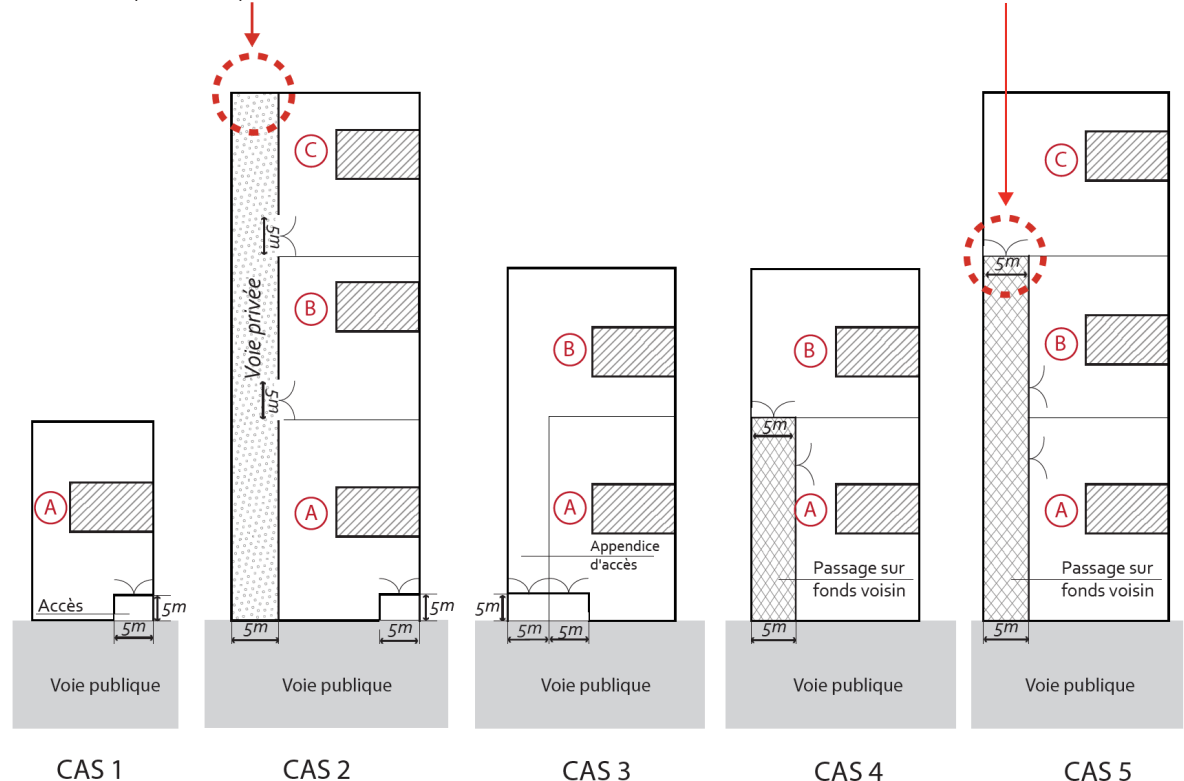 C
5m
Voie privée
B
5m
A
5m
5m
Voie publique
CAS 2
A
Accès
5m
5m
Voie publique
CAS 1
B
A
Appendice
d'accès
5m
5m
5m
Voie publique
CAS 3
B
5m
A
Passage sur
fonds voisin
5m
Voie publique
CAS 4
C
5m
B
A
Passage sur
fonds voisin
5m
Voie publique
CAS 5